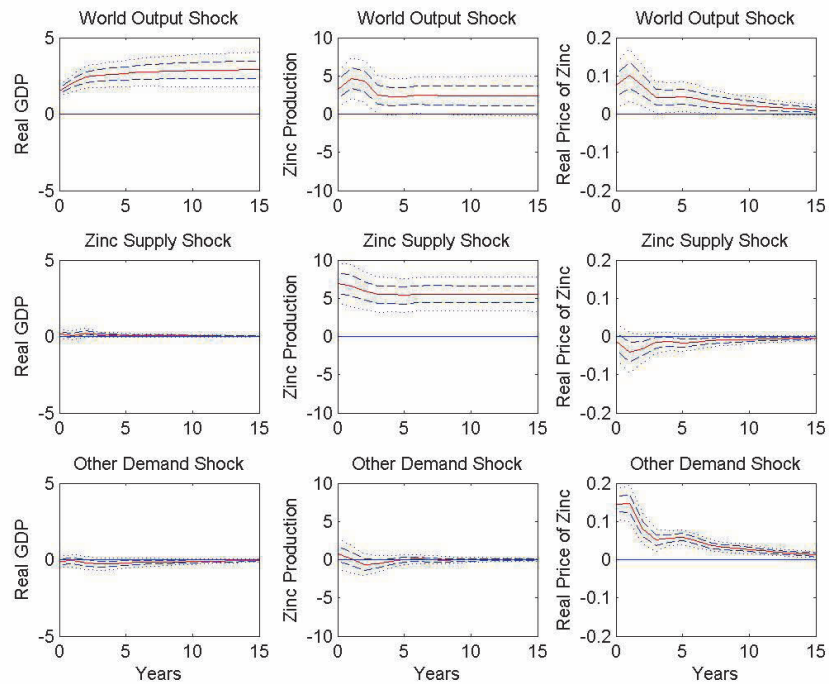 World Output Shock
World Output Shock
World Output Shock
Real GDP
5
0
-5
0 5 10 15
Zinc Production
10
5
0
5
-10
0 5 10 15
Real Price of Zinc
0.2
0.1
0
0.1
-0.2
0 5 10 15
Zinc Supply Shock
Zinc Supply Shock
Zinc Supply Shock
Real GDP
5
0
-5
0 5 10 15
Zinc Production
10
5
0
5
-10
0 5 10 15
Real Price of Zinc
0.2
0.1
0
-0.1
0.2
0 5 10 15
Other Demand Shock
Other Demand Shock
Other Demand Shock
Real GDP
5
0
-5
0 5 10 15
Years
Zinc Production
10
5
0
5
-10
0 5 10 15
Years
Real Price of Zinc
0.2
0.1
0
0.1
-0.2
0 5 10 15
Years